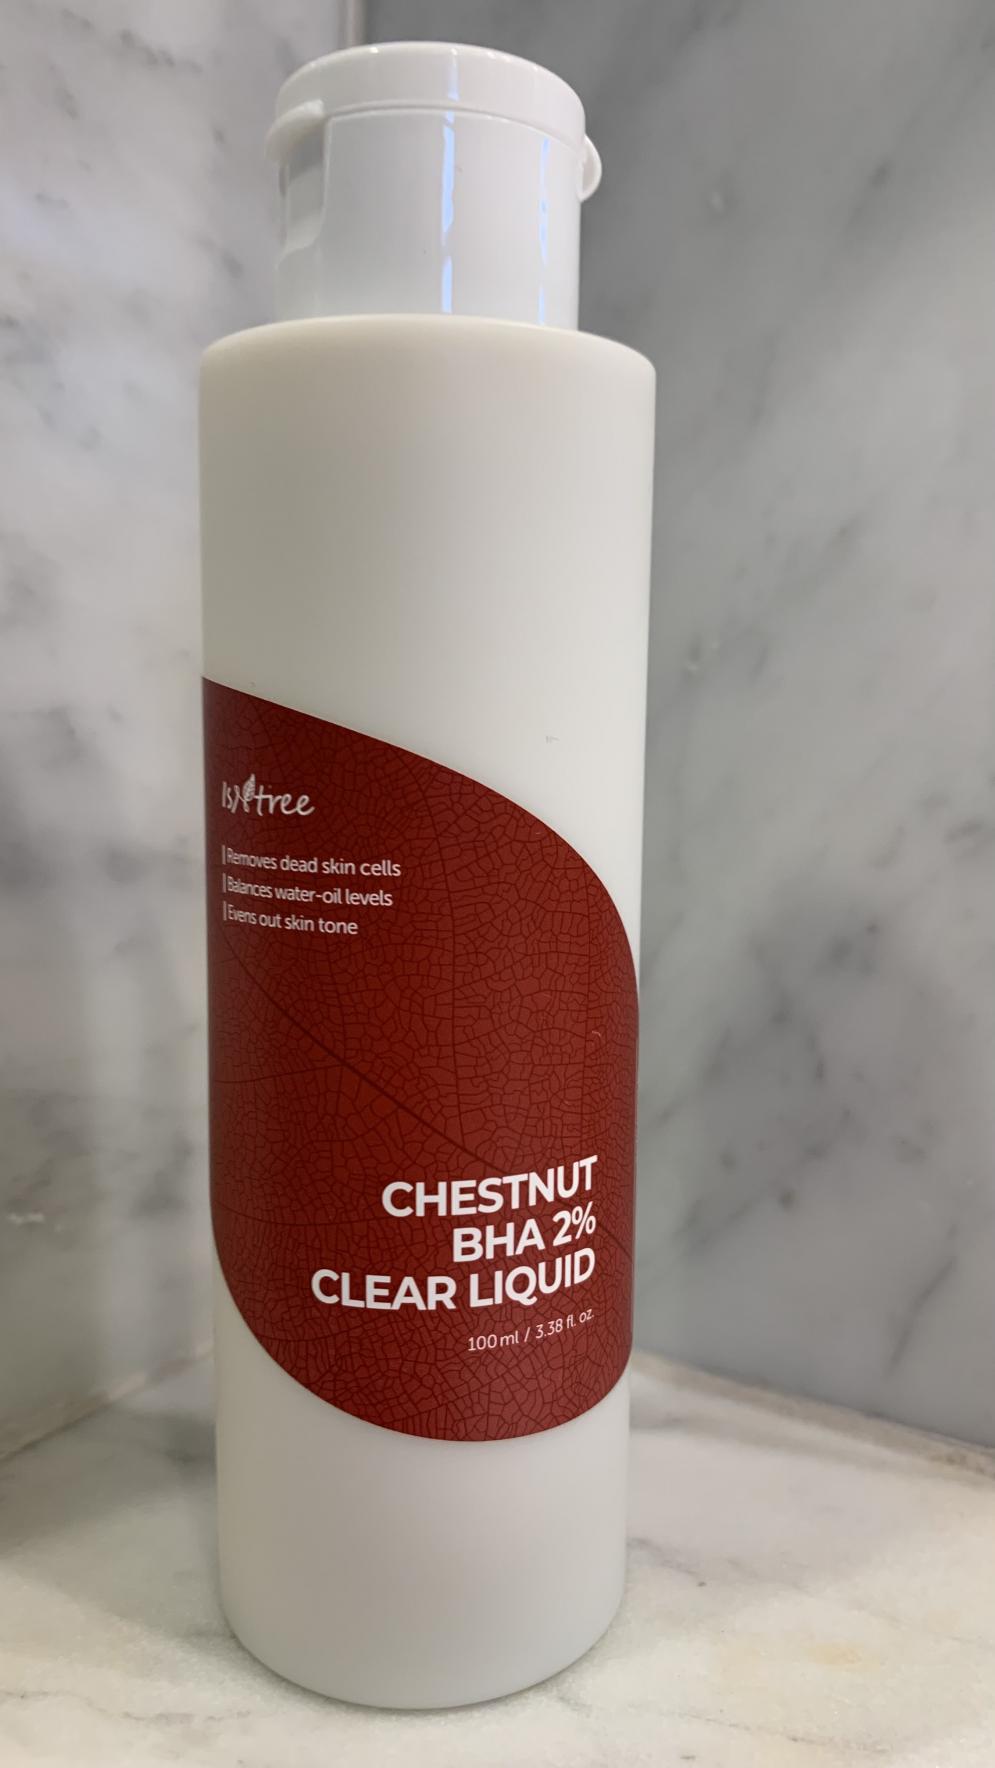 IsNtree
Removes dead skin cells
Balances water-oil levels
Evens out skin tone
CHESTNUT
BHA 2%
CLEAR LIQUID
100 ml / 3.38 fl. oz.